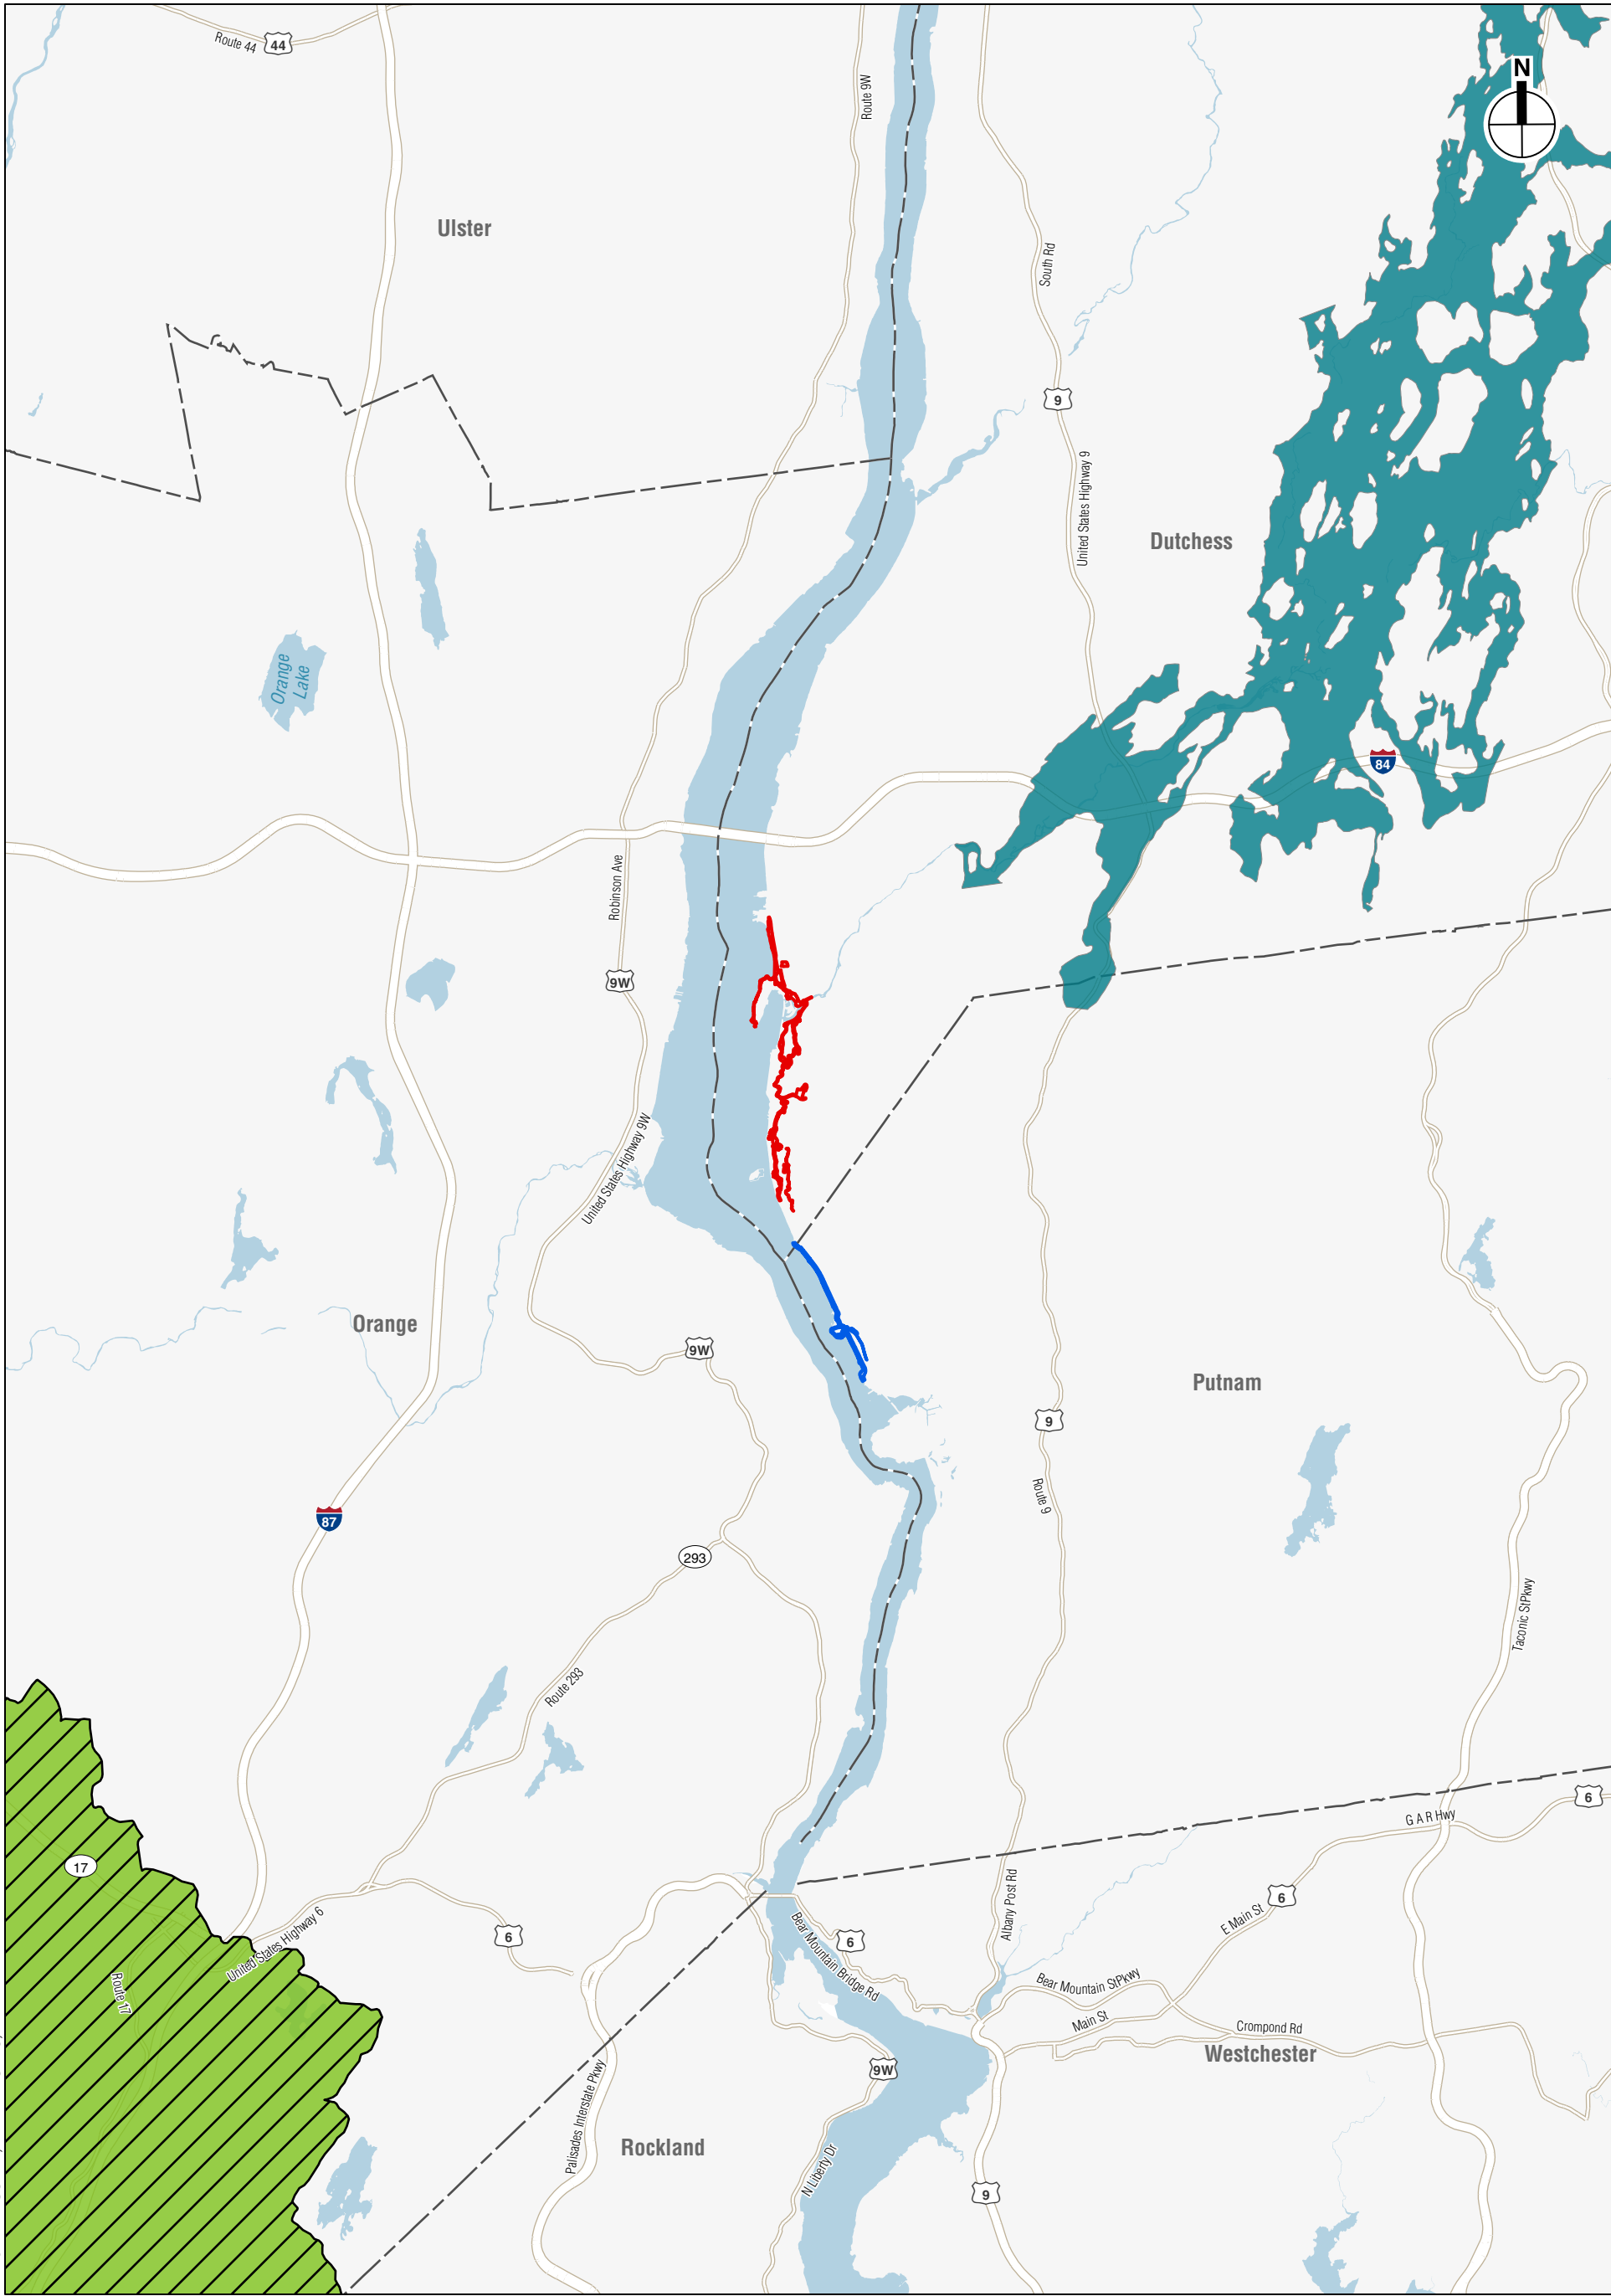 Route 44
44
Route 9W
N
Ulster
South Rd
9
United States Highway 9
Dutchess
Orange
Lake
84
Robinson Ave
9W
United States Highway 9W
Orange
9W
Putnam
9
Route 9
87
293
Taconic StPkwy
Route 293
6
G A R Hwy
17
Albany Post Rd
6
E Main St
United States Highway 6
6
Bear Mountain Bridge Rd
6
Route 17
Bear Mountain StPkwy
Main St
Crompond Rd
Westchester
9W
Palisades Interstate Pkwy
Rockland
N Liberty Dr
9